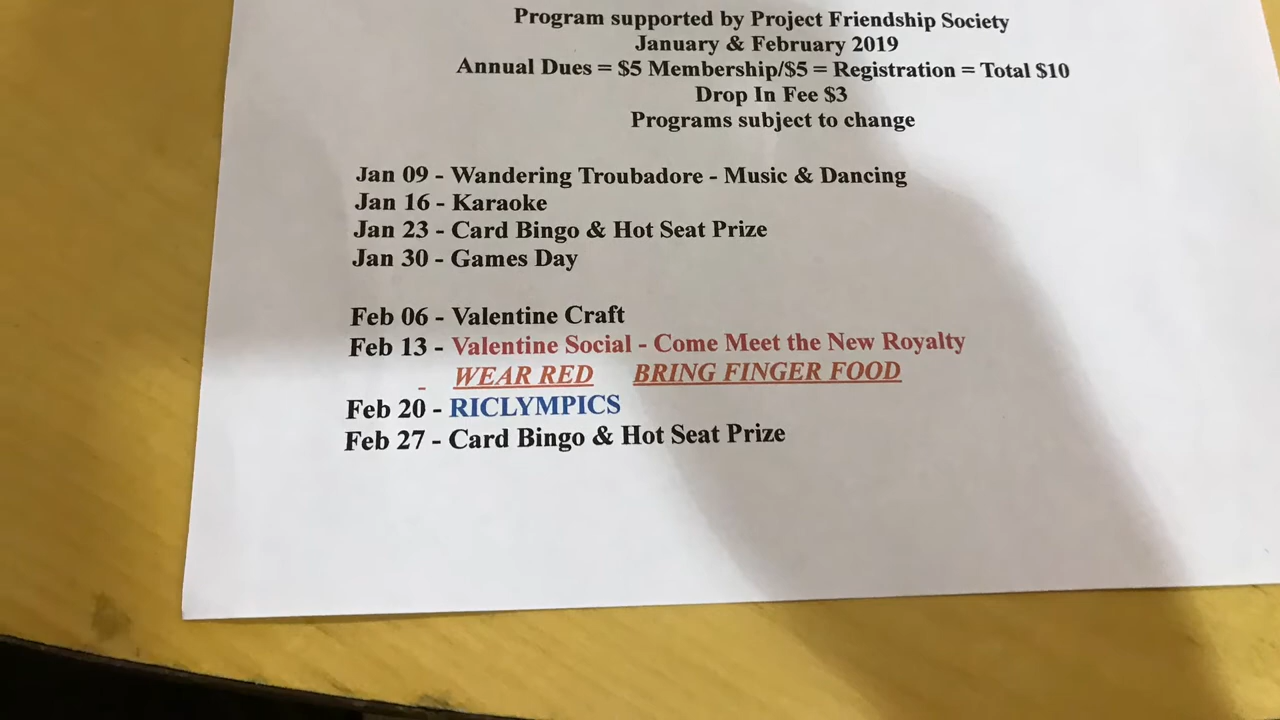 Program supported by Project Friendship Society
January & February 2019
Annual Dues = $5 Membership/$5 = Registration = Total $10
Drop In Fee $3
Programs subject to change
Jan 09 - Wandering Troubadore - Music & Dancing
Jan 16 - Karaoke
Jan 23 - Card Bingo & Hot Seat Prize
Jan 30 - Games Day
Feb 06 - Valentine Craft
Feb 13 - Valentine Social - Come Meet the New Royalty
WEAR RED BRING FINGER FOOD
Feb 20 - RICLYMPICS
Feb 27 - Card Bingo & Hot Seat Prize